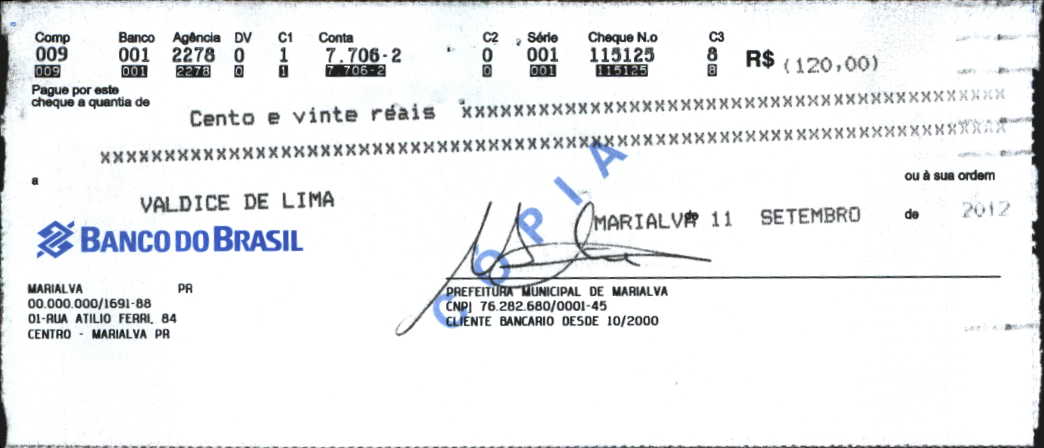 Comp Banco Agência DV C1 Conta C2 Série Cheque N.o C3
009 001 2278 0 1 7.706-2 0 001 115125 8 R$ (120,00)
009 001 2278 0 1 7.706-2 0 001 115125 8
Pague por este
cheque a quantia de
Cento e vinte reais xxxxxxxxxxxxxxxxxxxxxxxxxxxxxxxxxxxxxxxxxxx
xxxxxxxxxxxxxxxxxxxxxxxxxxxxxxxxxxxxxxxxxxxxxxxxxxxxxxxxxxxxxxxxxxxxxx
a
ou à sua ordem
VALDICE DE LIMA
MARIALVA 11 SETEMBRO de 2012
BANCO DO BRASIL
CÓPIA
MARIALVA PR
00.000.000/1691-88
01-RUA ATILIO FERRI, 84
CENTRO - MARIALVA PR
PREFEITURA MUNICIPAL DE MARIALVA
CNPJ 76.282.680/0001-45
CLIENTE BANCARIO DESDE 10/2000